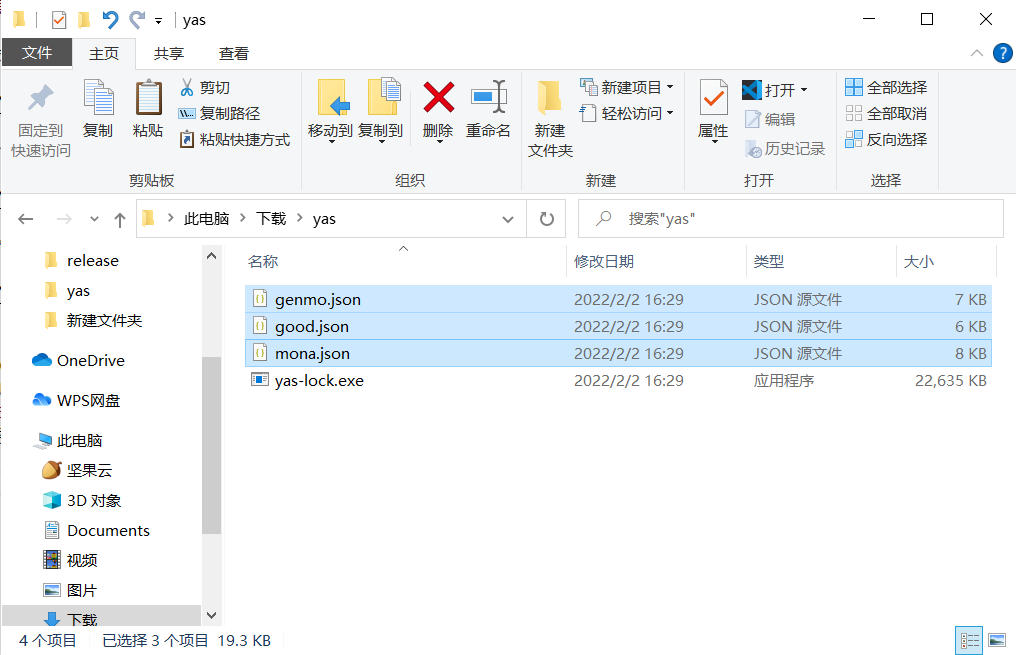 yas
文件 主页 共享 查看
固定到快速访问 复制 粘贴 剪切 复制路径 粘贴快捷方式 剪贴板
移动到 复制到 删除 重命名 组织
新建文件夹 新建项目 轻松访问 新建
属性 打开 编辑 历史记录 打开
全部选择 全部取消 反向选择 选择
此电脑 下载 yas
搜索"yas"
release
yas
新建文件夹
OneDrive
WPS网盘
此电脑
坚果云
3D 对象
Documents
视频
图片
下载
名称 修改日期 类型 大小
genmo.json 2022/2/2 16:29 JSON 源文件 7 KB
good.json 2022/2/2 16:29 JSON 源文件 6 KB
mona.json 2022/2/2 16:29 JSON 源文件 8 KB
yas-lock.exe 2022/2/2 16:29 应用程序 22,635 KB
4 个项目 已选择 3 个项目 19.3 KB